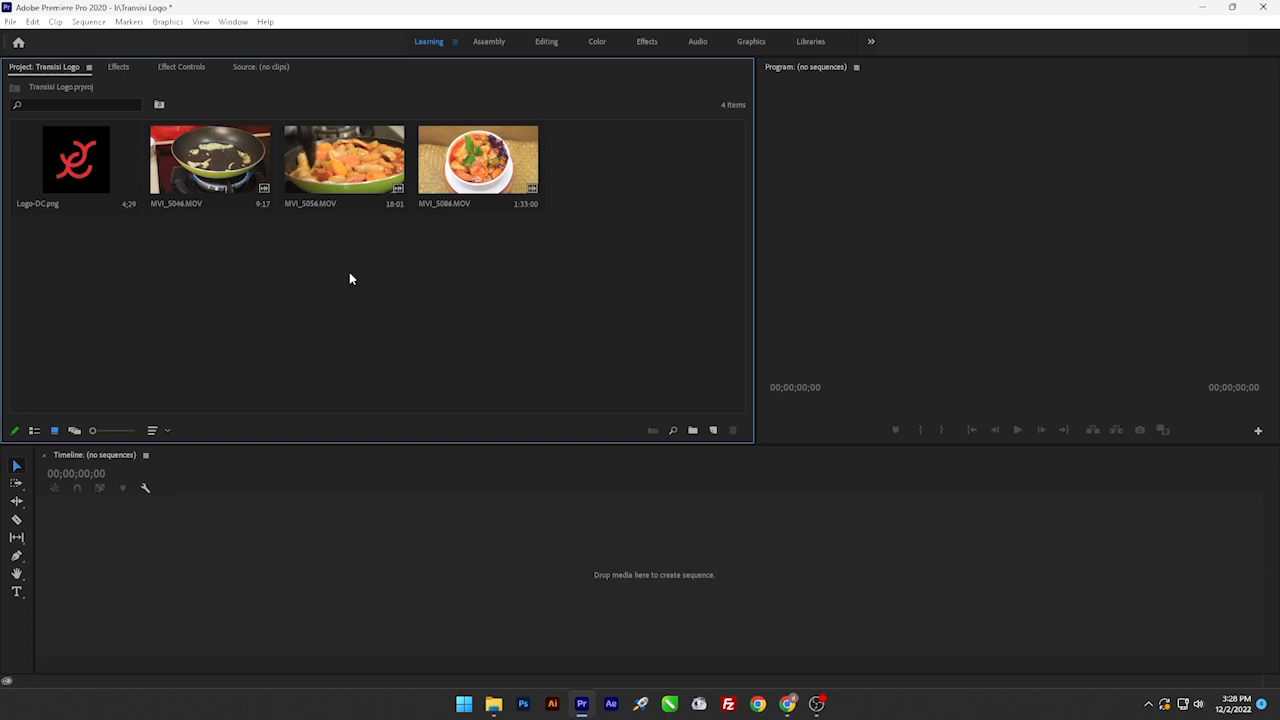 Adobe Premiere Pro 2020 - I:\Transisi Logo *
File Edit Clip Sequence Markers Graphics View Window Help
Learning Assembly Editing Color Effects Audio Graphics Libraries
Project: Transisi Logo Effects Effect Controls Source: (no clips)
Program: (no sequences)
Transisi Logo.prproj
4 Items
Logo-DC.png 4;29
MVI_5046.MOV 9:17
MVI_5056.MOV 18:01
MVI_5086.MOV 1:33:00
00;00;00;00 00;00;00;00
Timeline: (no sequences)
00;00;00;00
Drop media here to create sequence.
3:28 PM
12/2/2022